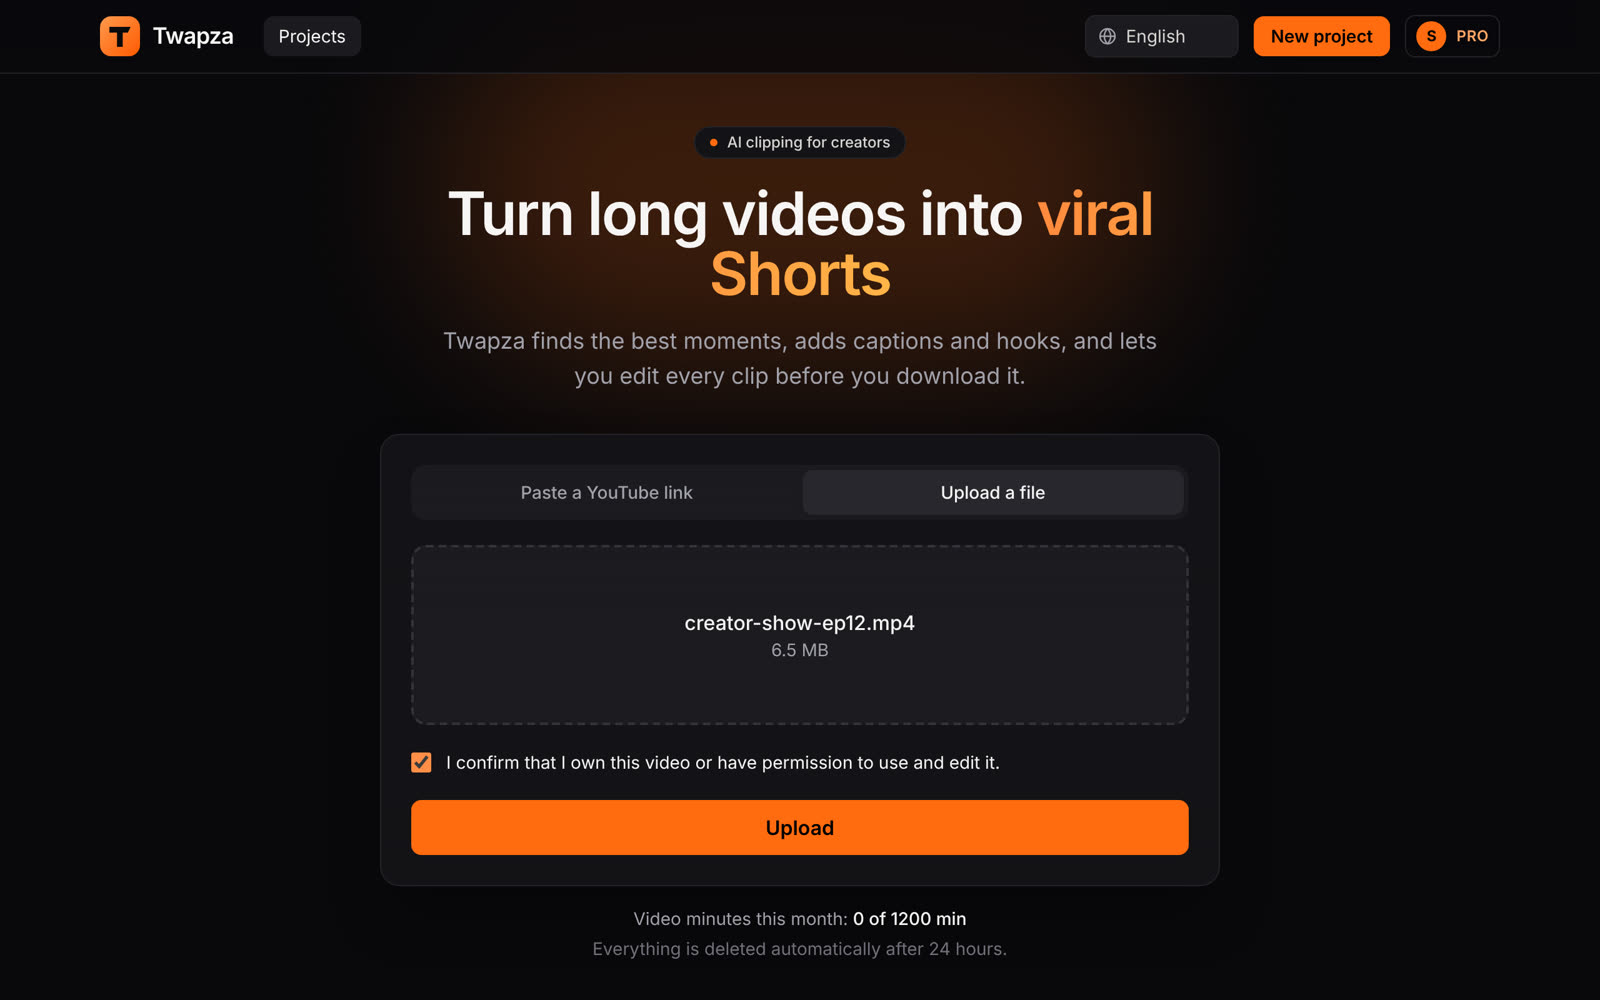 Twapza
Projects
English
New project
S
PRO
AI clipping for creators
Turn long videos into viral
Shorts
Twapza finds the best moments, adds captions and hooks, and lets
you edit every clip before you download it.
Paste a YouTube link
Upload a file
creator-show-ep12.mp4
6.5 MB
I confirm that I own this video or have permission to use and edit it.
Upload
Video minutes this month: 0 of 1200 min
Everything is deleted automatically after 24 hours.